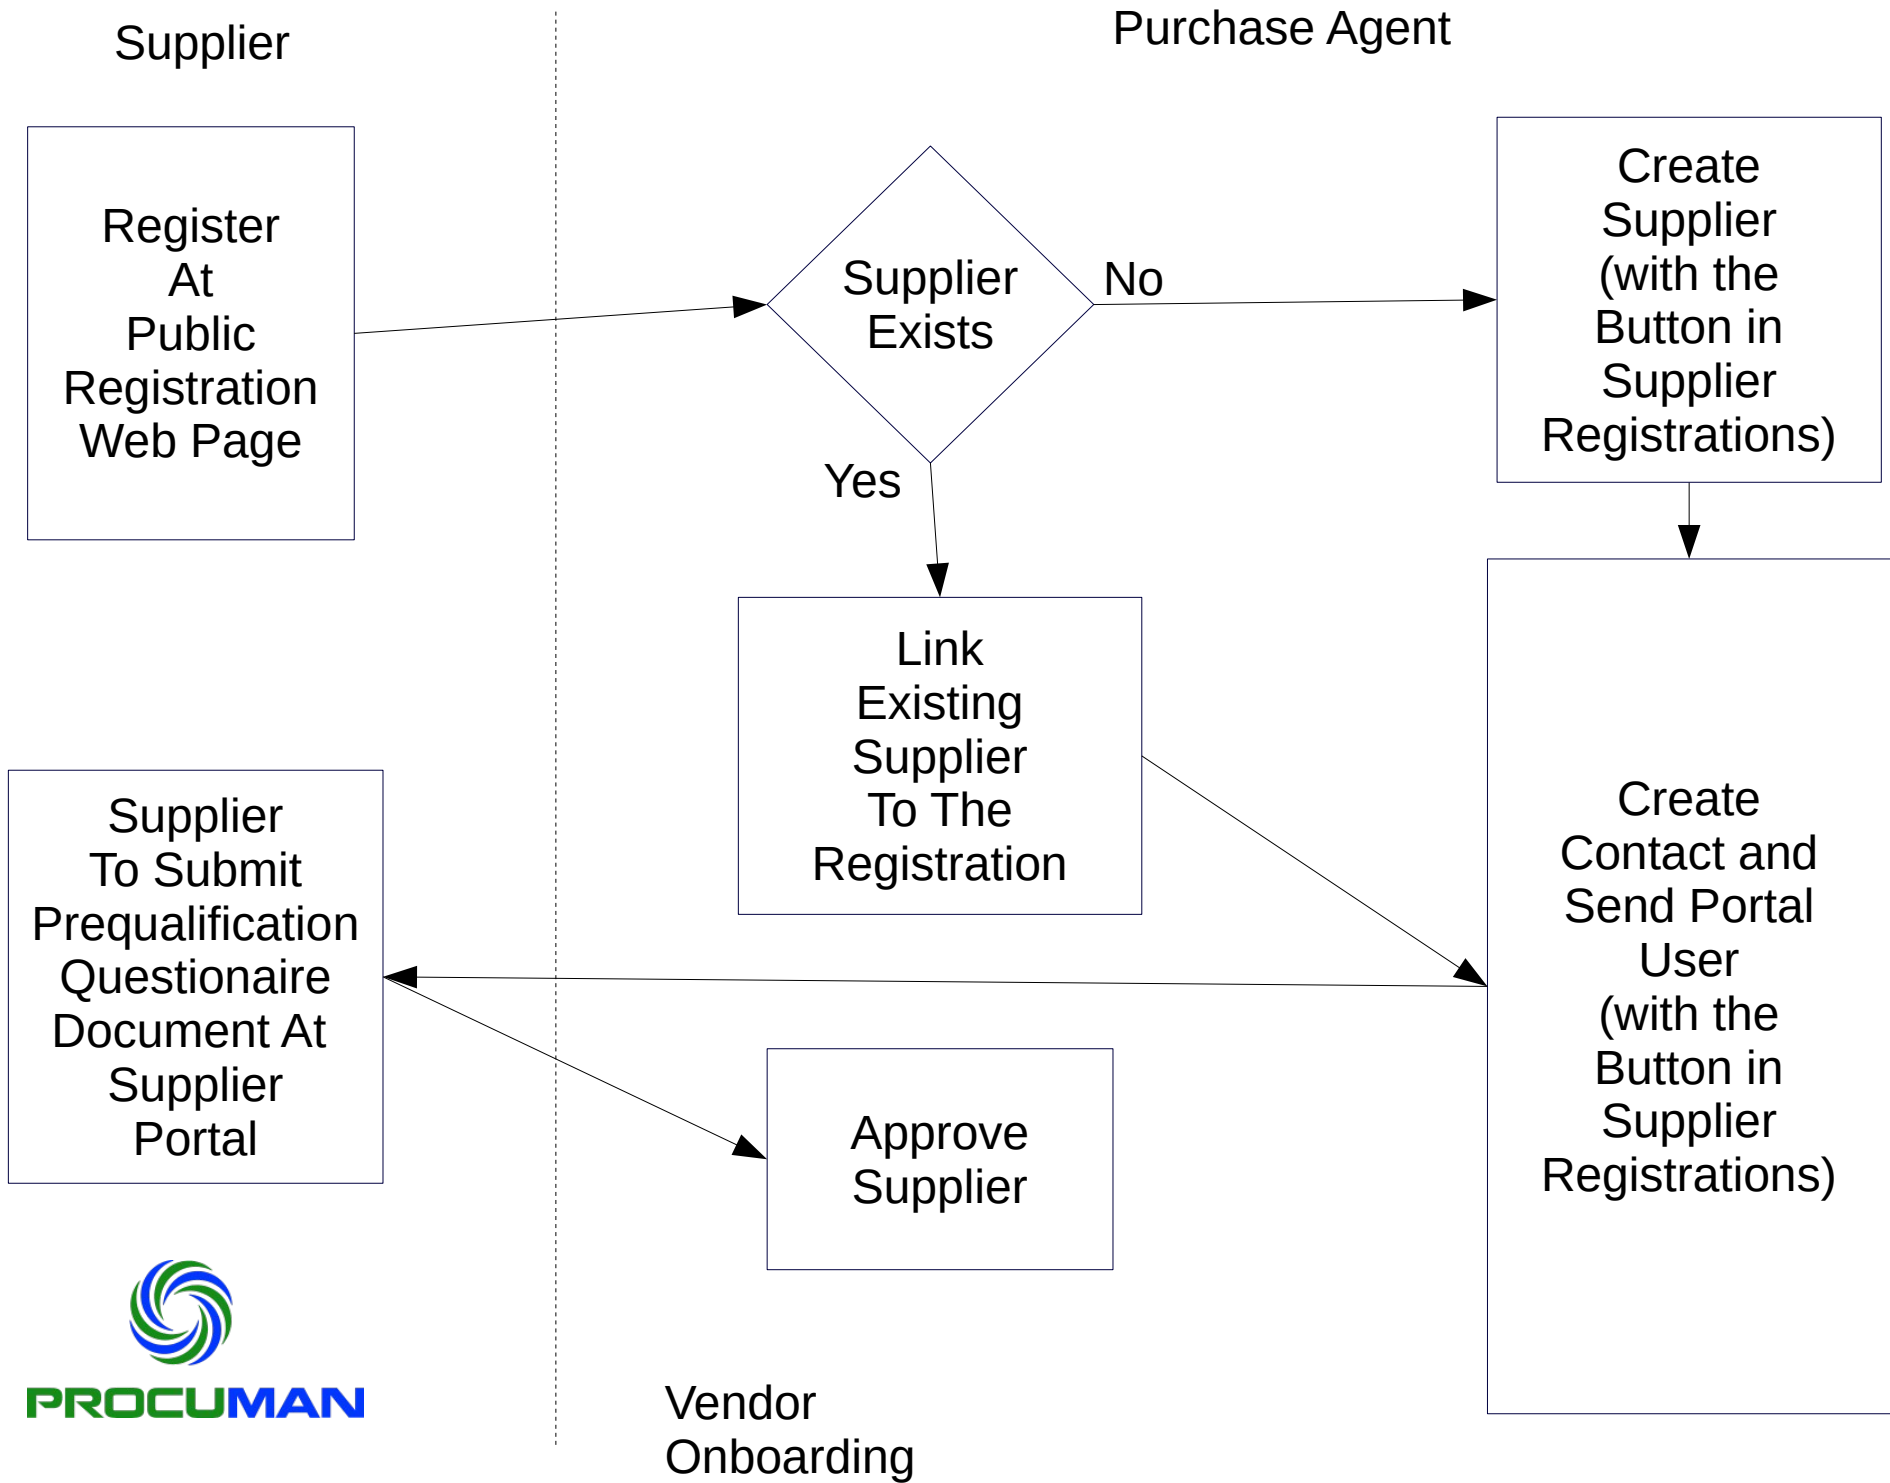 Supplier
Purchase Agent
Register
At
Public
Registration
Web Page
Supplier
Exists
No
Yes
Create
Supplier
(with the
Button in
Supplier
Registrations)
Link
Existing
Supplier
To The
Registration
Create
Contact and
Send Portal
User
(with the
Button in
Supplier
Registrations)
Supplier
To Submit
Prequalification
Questionaire
Document At
Supplier
Portal
Approve
Supplier
PROCUMAN
Vendor
Onboarding